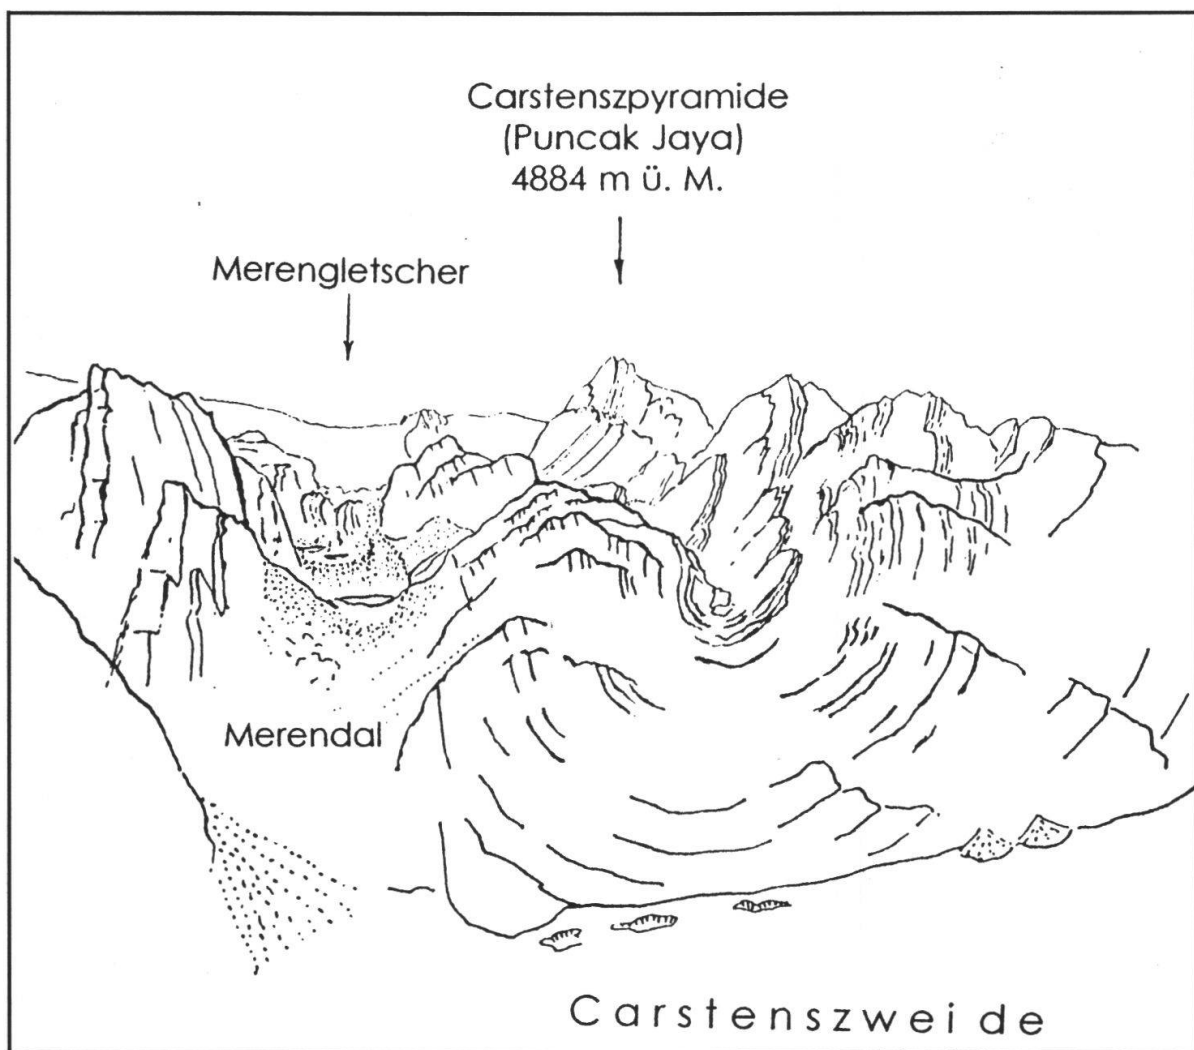 Carstenszpyramide
(Puncak Jaya)
4884 m ü. M.
Merengletscher
Merendal
Carstenszweide